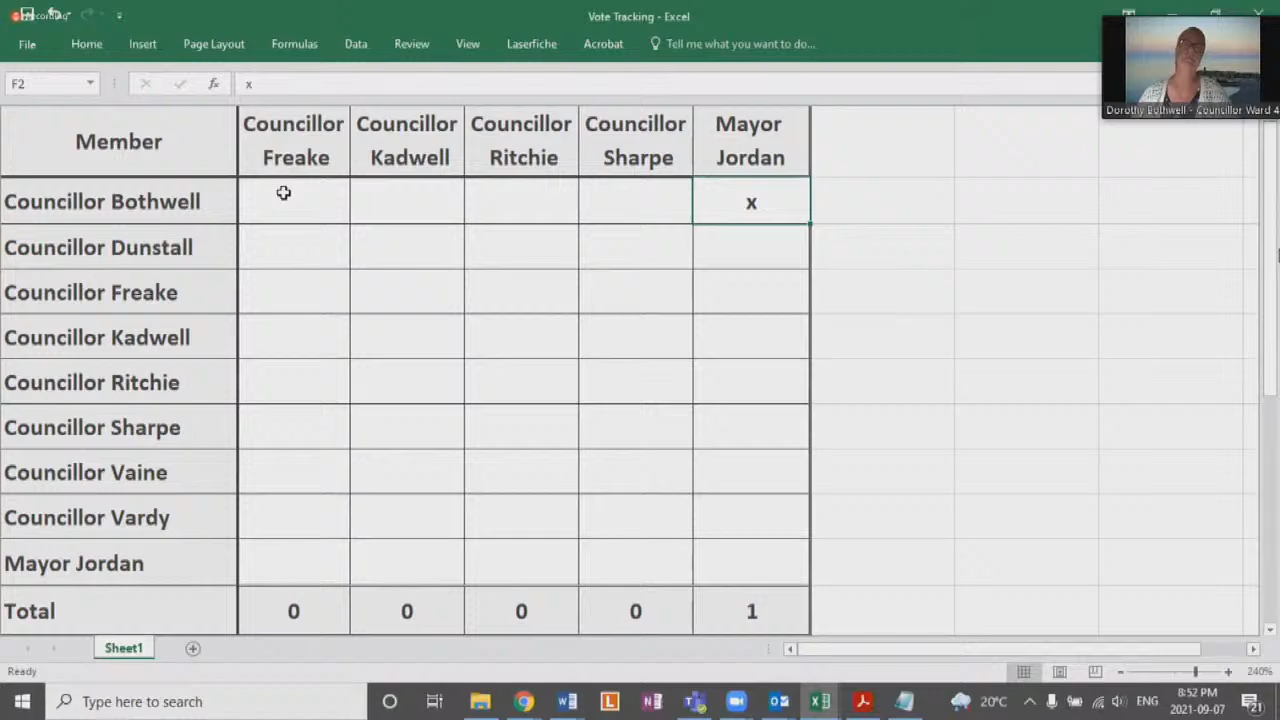 Recording
Vote Tracking - Excel
File Home Insert Page Layout Formulas Data Review View Laserfiche Acrobat Tell me what you want to do...
F2 fx x
Dorothy Bothwell - Councillor Ward 4
Member Councillor Freake Councillor Kadwell Councillor Ritchie Councillor Sharpe Mayor Jordan
Councillor Bothwell x
Councillor Dunstall
Councillor Freake
Councillor Kadwell
Councillor Ritchie
Councillor Sharpe
Councillor Vaine
Councillor Vardy
Mayor Jordan
Total 0 0 0 0 1
Sheet1
Ready 240%
Type here to search 20°C ENG 8:52 PM
2021-09-07 21